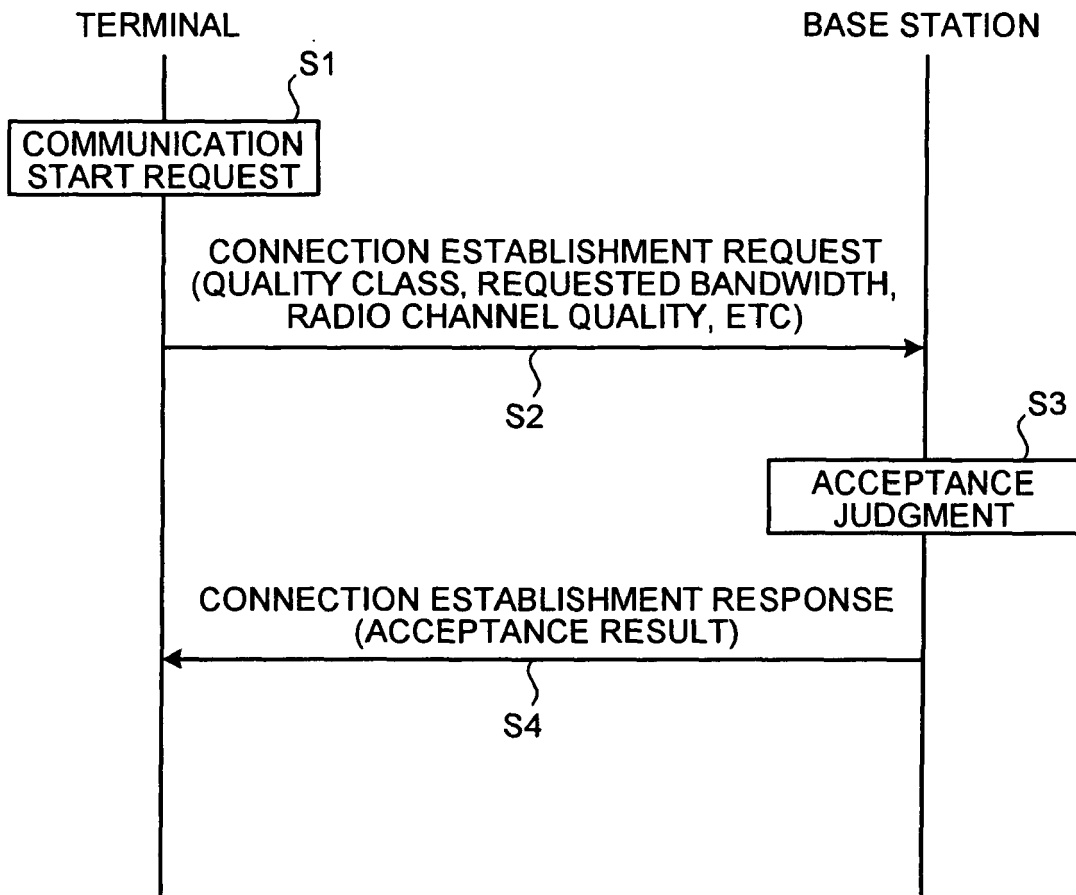 TERMINAL
BASE STATION
S1
COMMUNICATION
START REQUEST
CONNECTION ESTABLISHMENT REQUEST
(QUALITY CLASS, REQUESTED BANDWIDTH,
RADIO CHANNEL QUALITY, ETC)
S2
S3
ACCEPTANCE
JUDGMENT
CONNECTION ESTABLISHMENT RESPONSE
(ACCEPTANCE RESULT)
S4